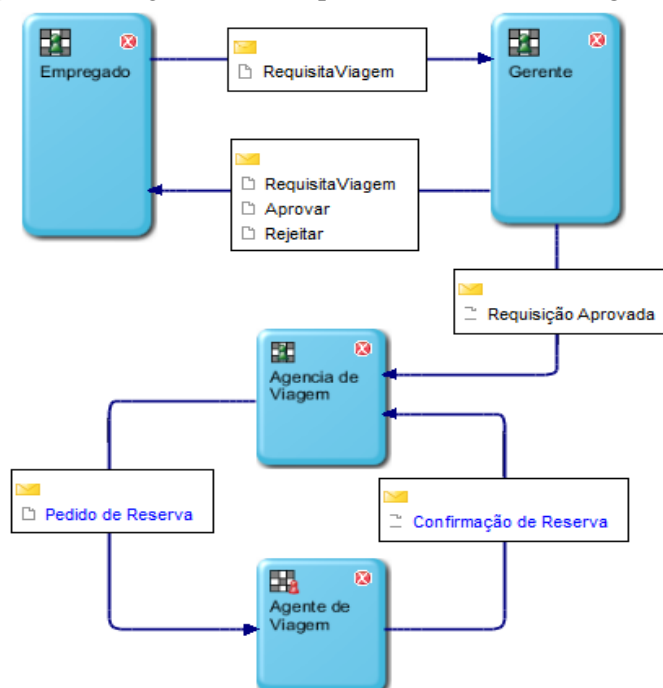 Empregado
RequisitaViagem
Gerente
RequisitaViagem
Aprovar
Rejeitar
Requisição Aprovada
Agencia de
Viagem
Pedido de Reserva
Confirmação de Reserva
Agente de
Viagem